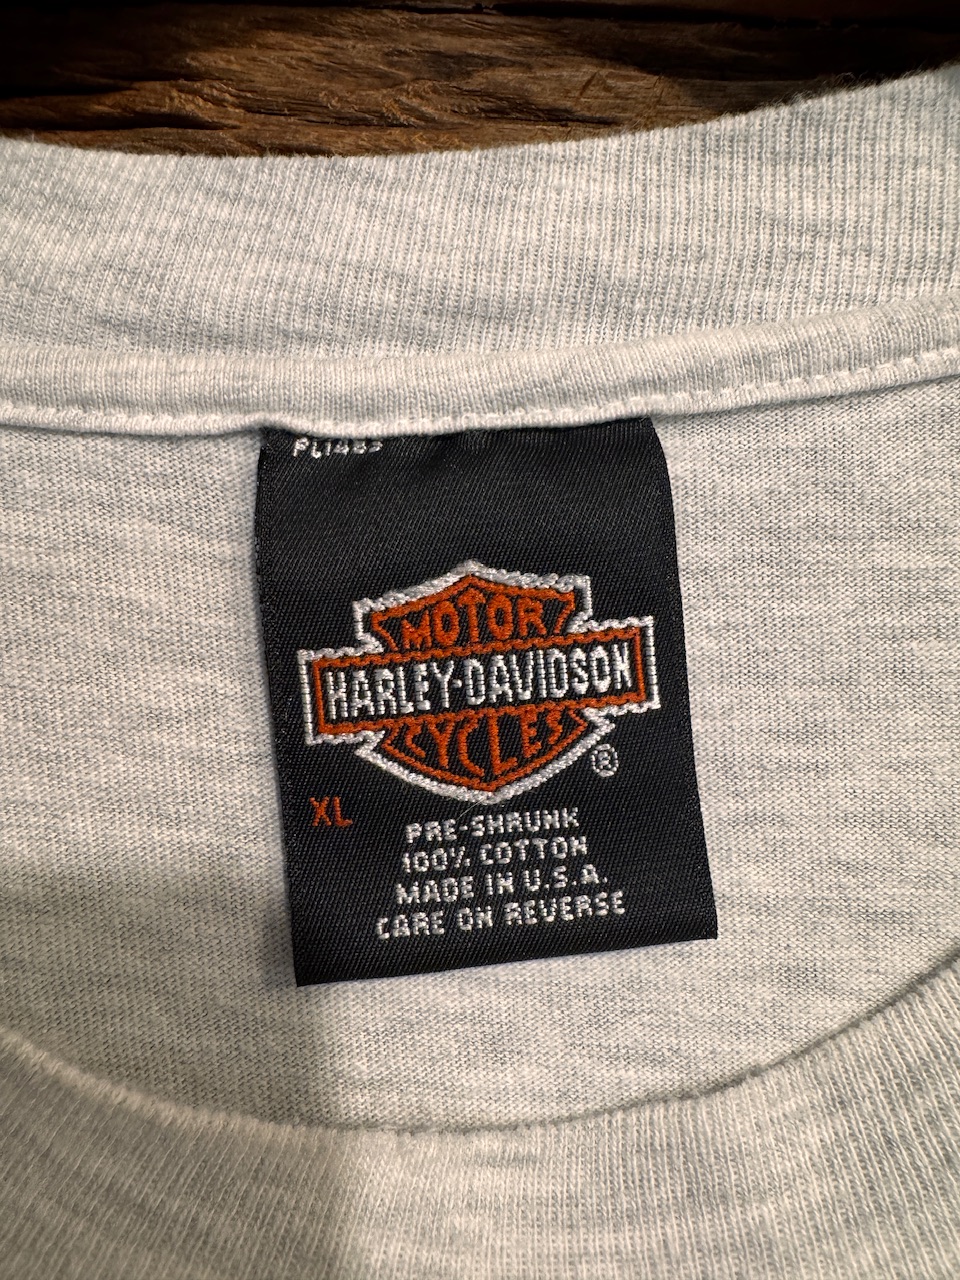 MOTOR
HARLEY-DAVIDSON
CYCLES
®
XL
PRE-SHRUNK
100% COTTON
MADE IN U.S.A.
CARE ON REVERSE